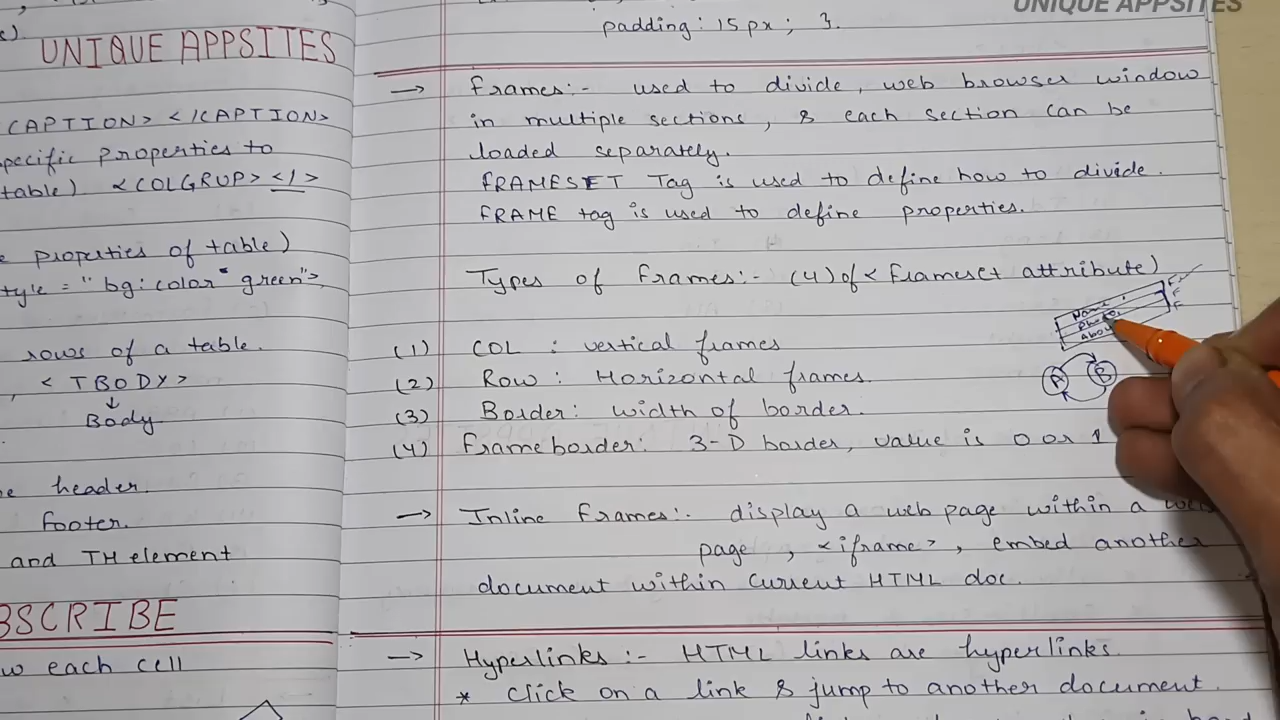 UNIQUE APPSITES
CAPTION> </CAPTION>
pecific properties to
table) <COLGRUP> </>
e properties of table)
tyle = "bg:color" green">
rows of a table.
< TBODY>
↓
Body
e header.
footer.
and TH element
BSCRIBE
w each cell
UNIQUE APPSITES
padding: 15px; }.
→ Frames:- used to divide, web browser window
in multiple sections, & each section can be
loaded separately.
FRAMESET Tag is used to define how to divide.
FRAME tag is used to define properties.
Types of Frames:- (4) of < Frameset attribute)
(1) COL : vertical frames
(2) Row : Horizontal frames.
(3) Border: width of border.
(4) Frameborder: 3-D border, value is 0 or 1
Name
F
F
F
A B
→ Inline Frames:- display a web page within a web
page, <iframe>, embed another
document within current HTML doc.
→ Hyperlinks:- HTML links are hyperlinks.
* Click on a link & jump to another document.